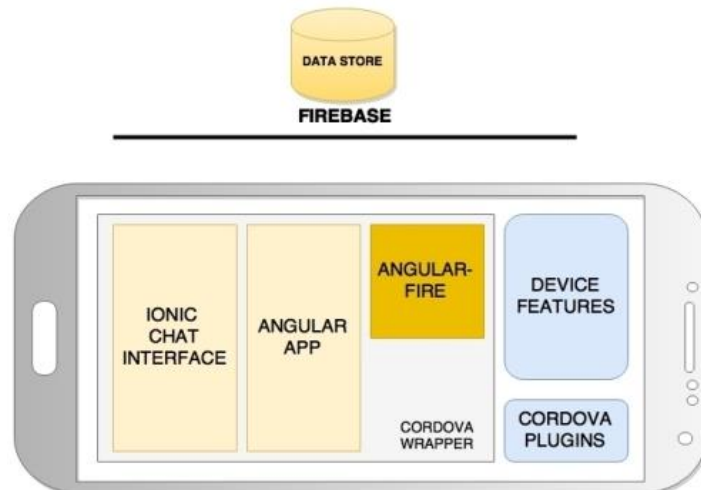 DATA STORE
FIREBASE
IONIC
CHAT
INTERFACE
ANGULAR
APP
ANGULAR-
FIRE
CORDOVA
WRAPPER
DEVICE
FEATURES
CORDOVA
PLUGINS